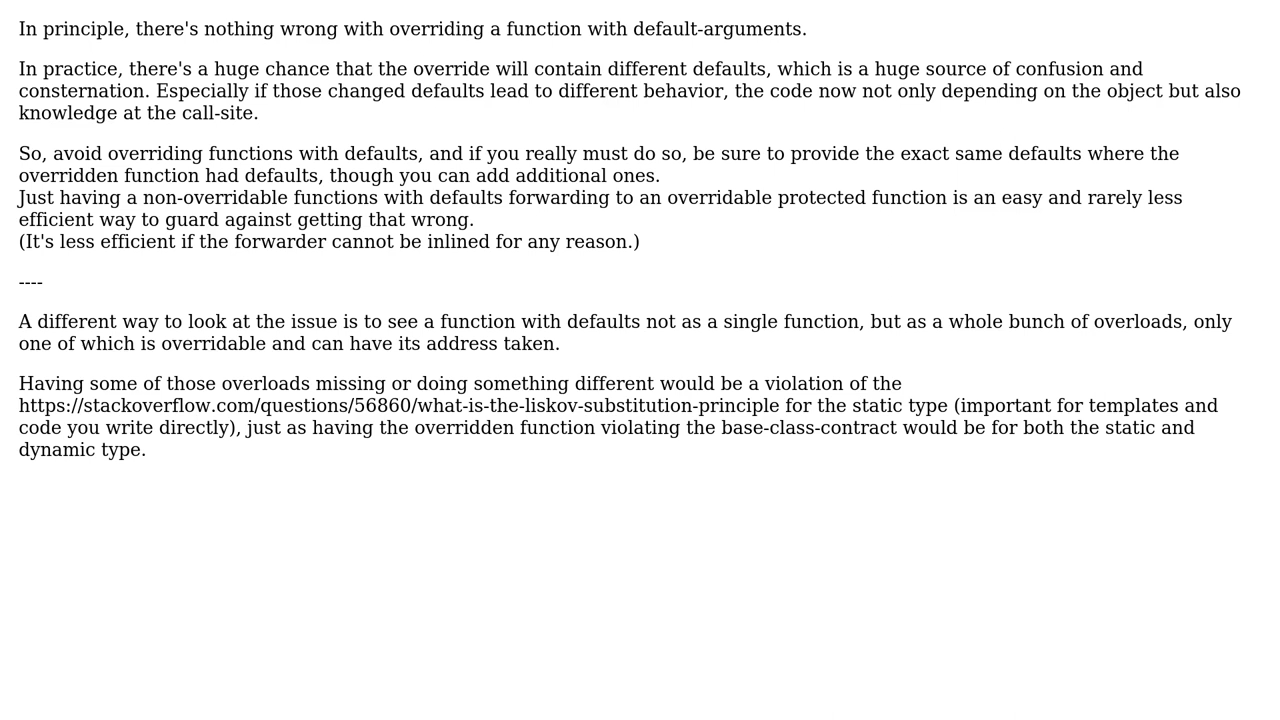 In principle, there's nothing wrong with overriding a function with default-arguments.
In practice, there's a huge chance that the override will contain different defaults, which is a huge source of confusion and
consternation. Especially if those changed defaults lead to different behavior, the code now not only depending on the object but also
knowledge at the call-site.
So, avoid overriding functions with defaults, and if you really must do so, be sure to provide the exact same defaults where the
overridden function had defaults, though you can add additional ones.
Just having a non-overridable functions with defaults forwarding to an overridable protected function is an easy and rarely less
efficient way to guard against getting that wrong.
(It's less efficient if the forwarder cannot be inlined for any reason.)
----
A different way to look at the issue is to see a function with defaults not as a single function, but as a whole bunch of overloads, only
one of which is overridable and can have its address taken.
Having some of those overloads missing or doing something different would be a violation of the
https://stackoverflow.com/questions/56860/what-is-the-liskov-substitution-principle for the static type (important for templates and
code you write directly), just as having the overridden function violating the base-class-contract would be for both the static and
dynamic type.